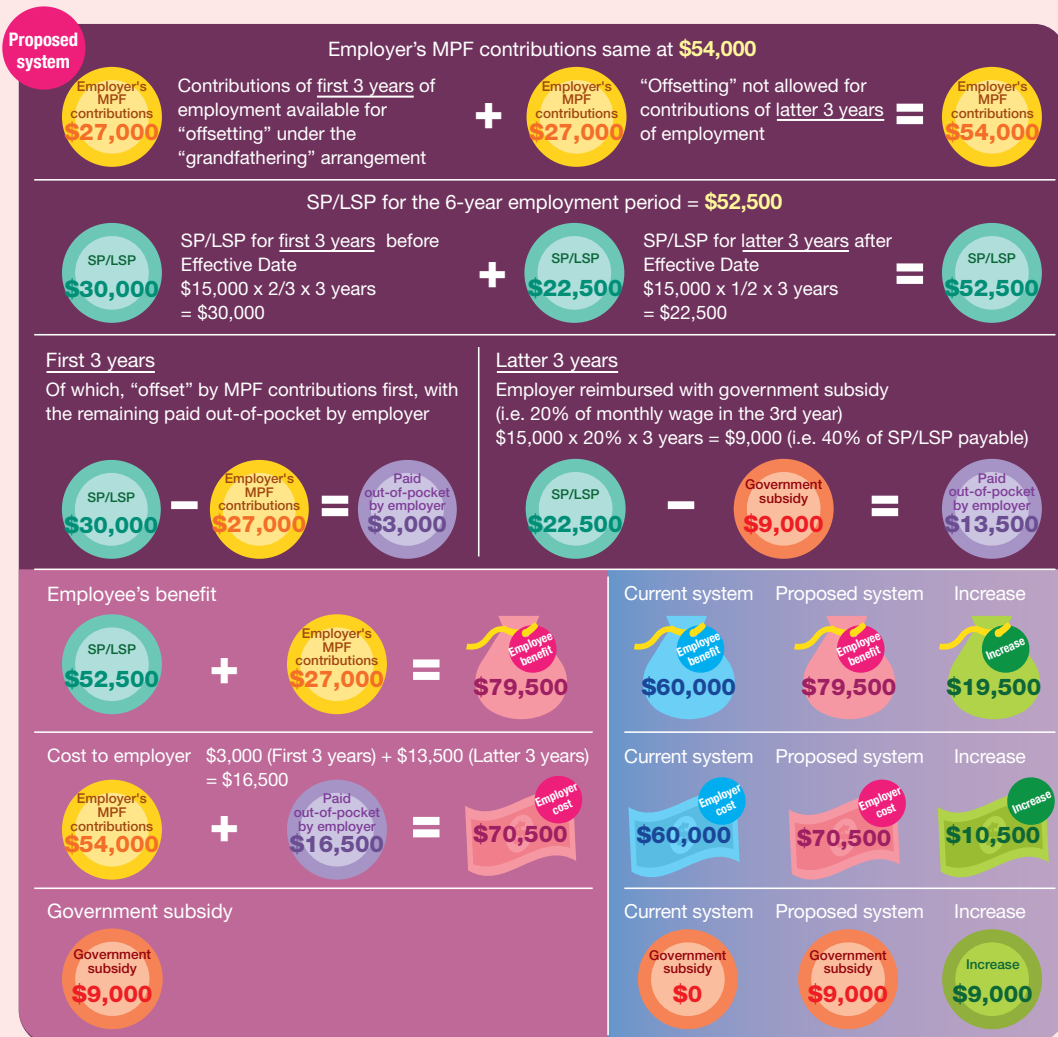 Proposed
system
Employer's MPF contributions same at $54,000
Employer's
MPF
contributions
$27,000
Contributions of first 3 years of
employment available for
“offsetting” under the
“grandfathering” arrangement
+
Employer's
MPF
contributions
$27,000
“Offsetting” not allowed for
contributions of latter 3 years
of employment
=
Employer's
MPF
contributions
$54,000
SP/LSP for the 6-year employment period = $52,500
SP/LSP
$30,000
SP/LSP for first 3 years before
Effective Date
$15,000 x 2/3 x 3 years
= $30,000
+
SP/LSP
$22,500
SP/LSP for latter 3 years after
Effective Date
$15,000 x 1/2 x 3 years
= $22,500
=
SP/LSP
$52,500
First 3 years
Of which, “offset” by MPF contributions first, with
the remaining paid out-of-pocket by employer
SP/LSP
$30,000
−
Employer's
MPF
contributions
$27,000
=
Paid
out-of-pocket
by employer
$3,000
Latter 3 years
Employer reimbursed with government subsidy
(i.e. 20% of monthly wage in the 3rd year)
$15,000 x 20% x 3 years = $9,000 (i.e. 40% of SP/LSP payable)
SP/LSP
$22,500
−
Government
subsidy
$9,000
=
Paid
out-of-pocket
by employer
$13,500
Employee's benefit
SP/LSP
$52,500
+
Employer's
MPF
contributions
$27,000
=
Employee
benefit
$79,500
Current system Proposed system Increase
Employee
benefit
$60,000
Employee
benefit
$79,500
Increase
$19,500
Cost to employer $3,000 (First 3 years) + $13,500 (Latter 3 years)
= $16,500
Employer's
MPF
contributions
$54,000
+
Paid
out-of-pocket
by employer
$16,500
=
Employer
cost
$70,500
Current system Proposed system Increase
Employer
cost
$60,000
Employer
cost
$70,500
Increase
$10,500
Government subsidy
Government
subsidy
$9,000
Current system Proposed system Increase
Government
subsidy
$0
Government
subsidy
$9,000
Increase
$9,000